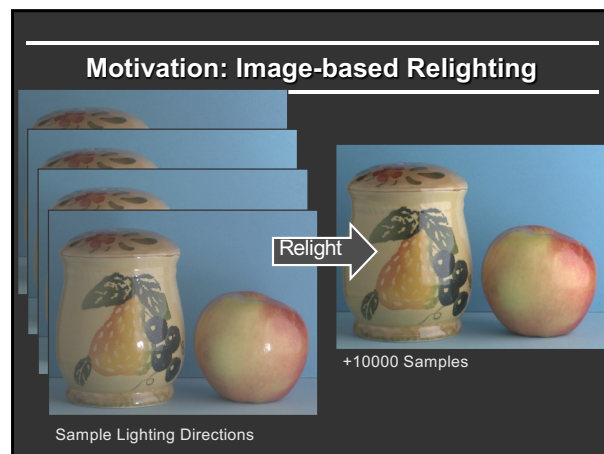 Motivation: Image-based Relighting
Relight
+10000 Samples
Sample Lighting Directions